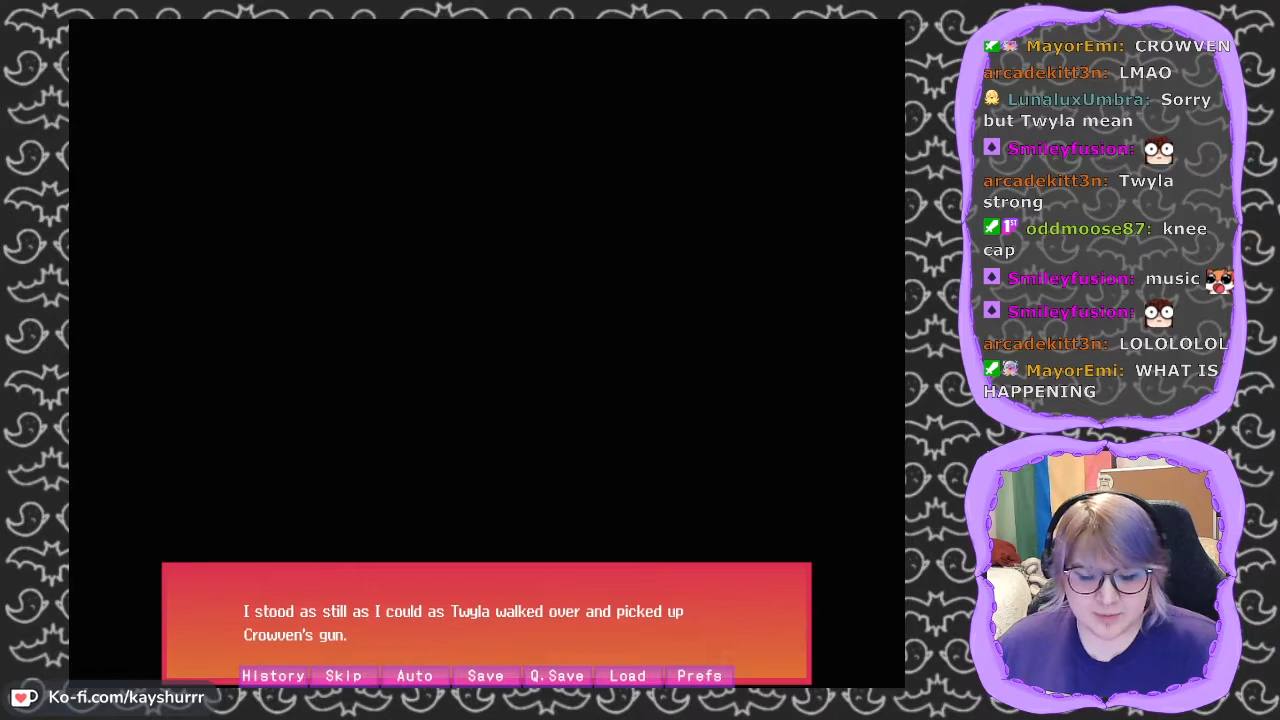 MayorEmi: CROWVEN
arcadekitt3n: LMAO
LunaluxUmbra: Sorry
but Twyla mean
Smileyfusion:
arcadekitt3n: Twyla
strong
1ST oddmoose87: knee
cap
Smileyfusion: music
Smileyfusion:
arcadekitt3n: LOLOLOLOL
MayorEmi: WHAT IS
HAPPENING
I stood as still as I could as Twyla walked over and picked up
Crowven's gun.
History Skip Auto Save Q.Save Load Prefs
Ko-fi.com/kayshurrr